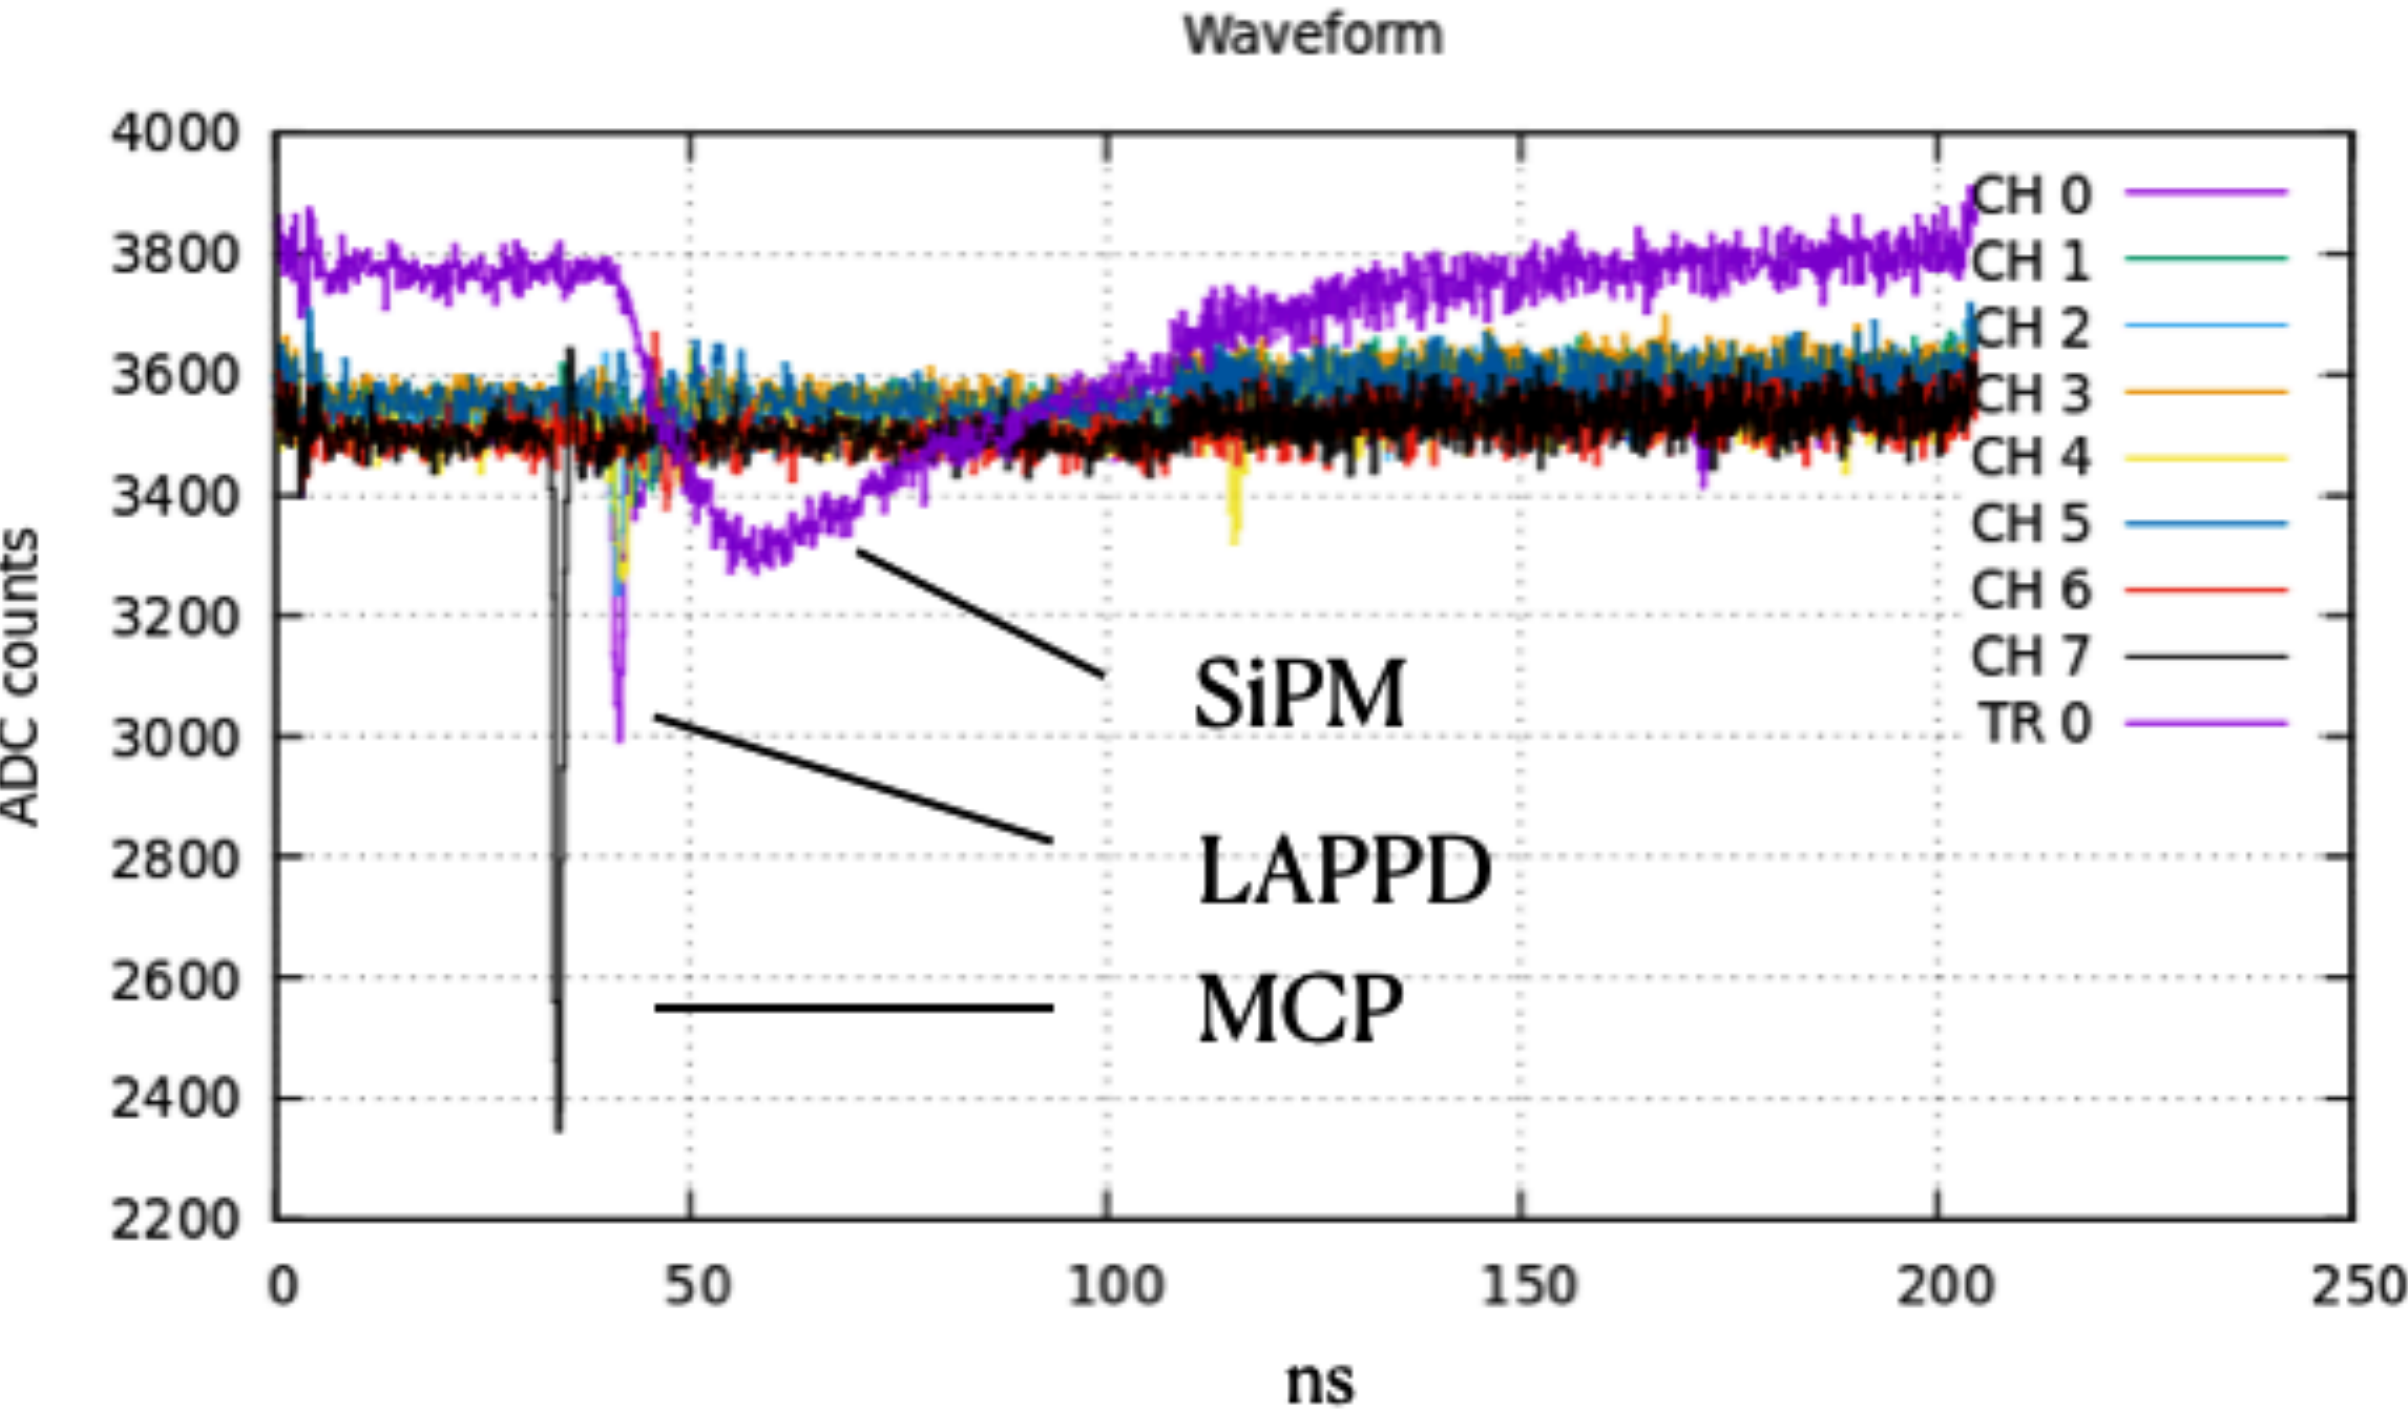 Waveform
4000
3800
3600
3400
3200
3000
2800
2600
2400
2200
ADC counts
CH 0
CH 1
CH 2
CH 3
CH 4
CH 5
CH 6
CH 7
TR 0
SiPM
LAPPD
MCP
0 50 100 150 200 250
ns